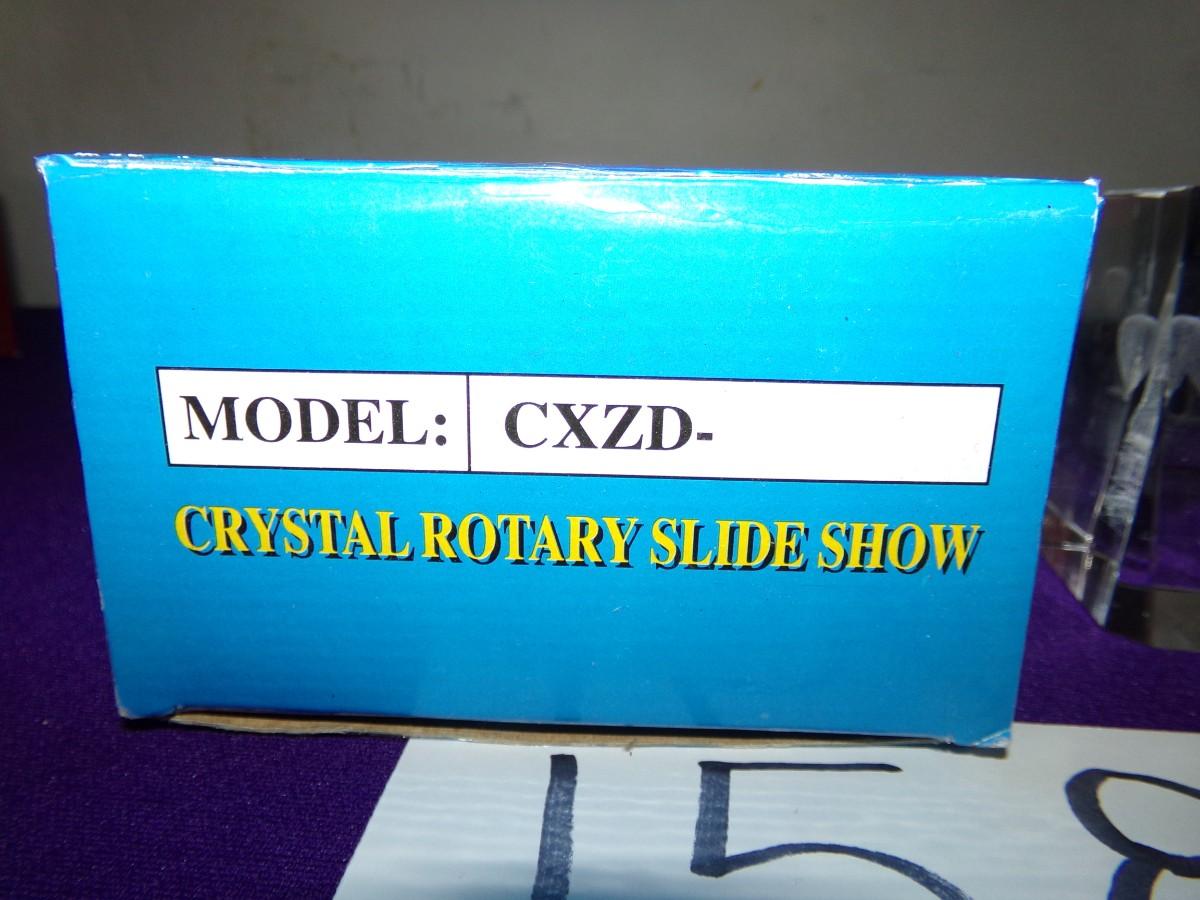 MODEL: CXZD-
CRYSTAL ROTARY SLIDE SHOW
158